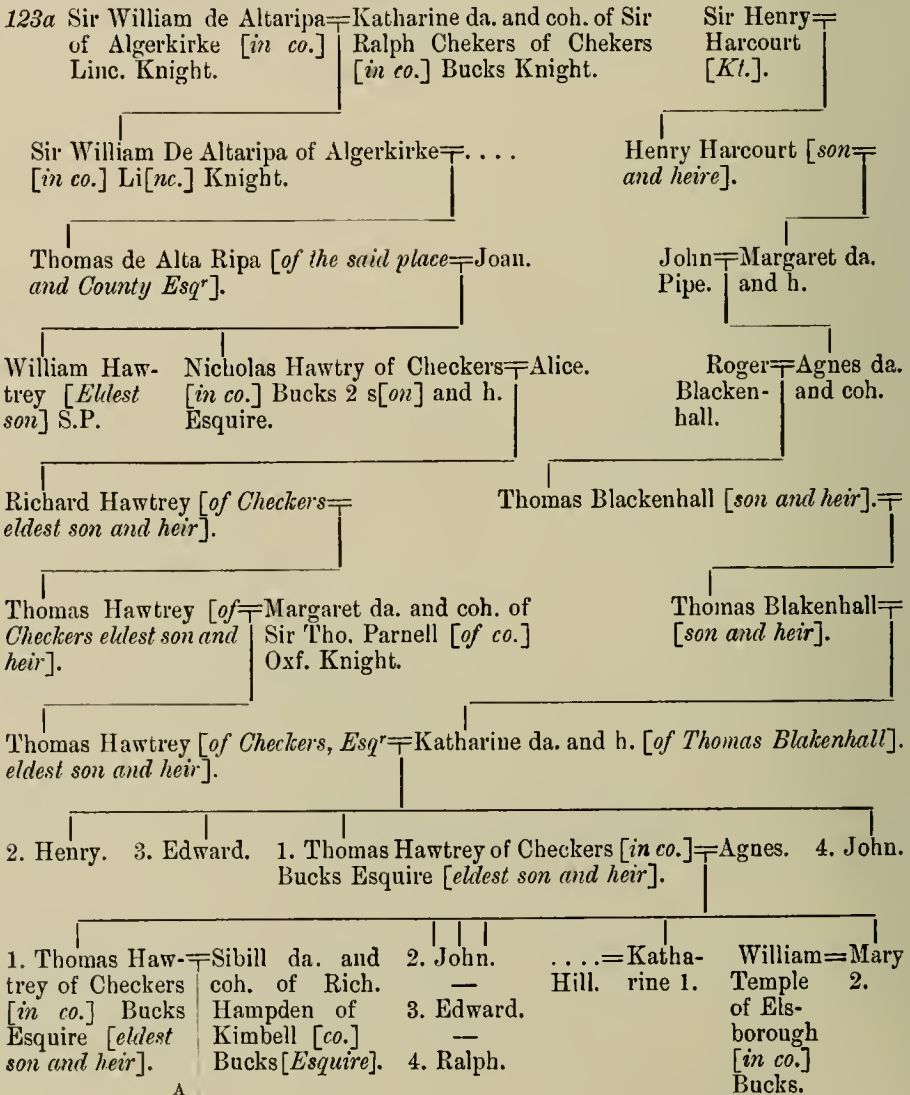 123a Sir William de Altaripa=Katharine da. and coh. of Sir
of Algerkirke [in co.] Ralph Chekers of Chekers
Linc. Knight. [in co.] Bucks Knight.
Sir Henry=
Harcourt
[Kt.].
Sir William De Altaripa of Algerkirke=. . . .
[in co.] Li[nc.] Knight.
Henry Harcourt [son=
and heire].
Thomas de Alta Ripa [of the said place=Joan.
and County Esqr].
John=Margaret da.
Pipe. and h.
William Haw-
trey [Eldest
son] S.P.
Nicholas Hawtry of Checkers=Alice.
[in co.] Bucks 2 s[on] and h.
Esquire.
Roger=Agnes da.
Blacken- and coh.
hall.
Richard Hawtrey [of Checkers=
eldest son and heir].
Thomas Blackenhall [son and heir].=
Thomas Hawtrey [of=Margaret da. and coh. of
Checkers eldest son and Sir Tho. Parnell [of co.]
heir]. Oxf. Knight.
Thomas Blakenhall=
[son and heir].
Thomas Hawtrey [of Checkers, Esqr=Katharine da. and h. [of Thomas Blakenhall].
eldest son and heir].
2. Henry. 3. Edward. 1. Thomas Hawtrey of Checkers [in co.]=Agnes. 4. John.
Bucks Esquire [eldest son and heir].
1. Thomas Haw-=Sibill da. and
trey of Checkers coh. of Rich.
[in co.] Bucks Hampden of
Esquire [eldest Kimbell [co.]
son and heir]. Bucks [Esquire].
A
2. John.
—
3. Edward.
—
4. Ralph.
. . . .=Katha-
Hill. rine 1.
William=Mary
Temple 2.
of Els-
borough
[in co.]
Bucks.